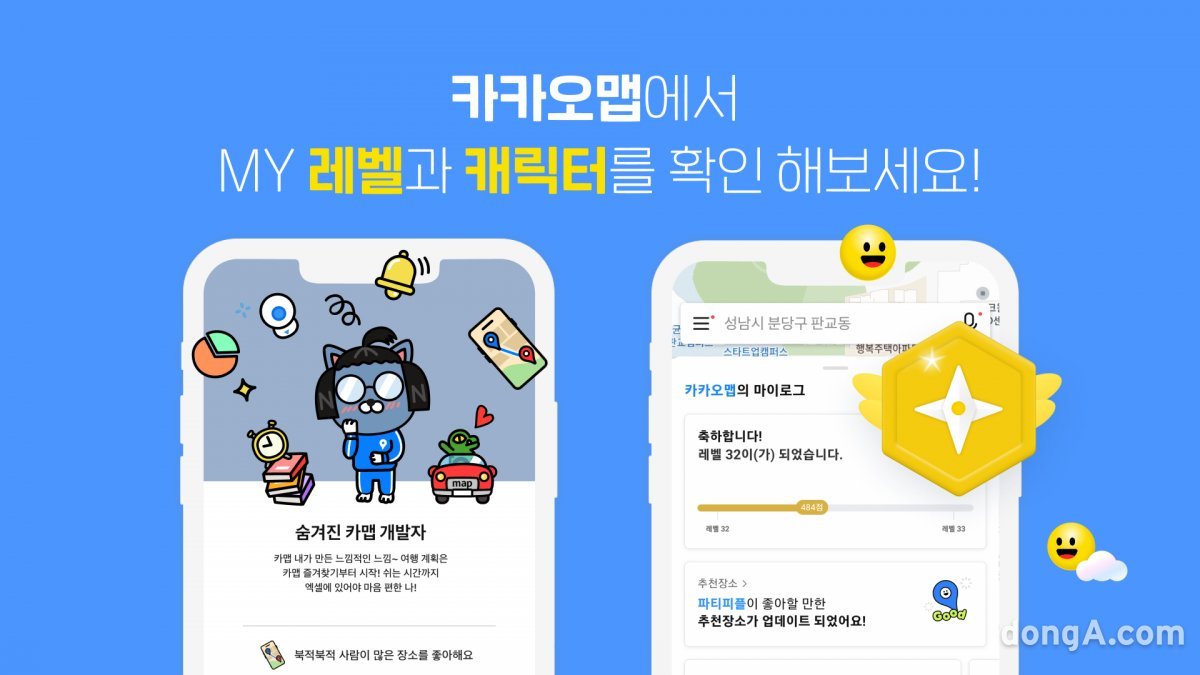 카카오맵에서
MY 레벨과 캐릭터를 확인 해보세요!
N N
map
숨겨진 카맵 개발자
카맵 내가 만든 느낌적인 느낌~ 여행 계획은
카맵 즐겨찾기부터 시작! 쉬는 시간까지
엑셀에 있어야 마음 편한 나!
북적북적 사람이 많은 장소를 좋아해요
성남시 분당구 판교동
스타트업캠퍼스
행복주택아파
카카오맵의 마이로그
축하합니다!
레벨 32이(가) 되었습니다.
484점
레벨 32
레벨 33
추천장소 >
파티피플이 좋아할 만한
추천장소가 업데이트 되었어요!
Good
dongA.com